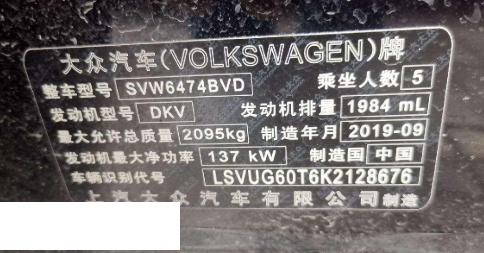 大众汽车(VOLKSWAGEN)牌
整车型号 SVW6474BVD 乘坐人数 5
发动机型号 DKV 发动机排量 1984 mL
最大允许总质量 2095kg 制造年月 2019-09
发动机最大净功率 137 kW 制造国 中国
车辆识别代号 LSVUG60T6K2128676
上汽大众汽车有限公司制造